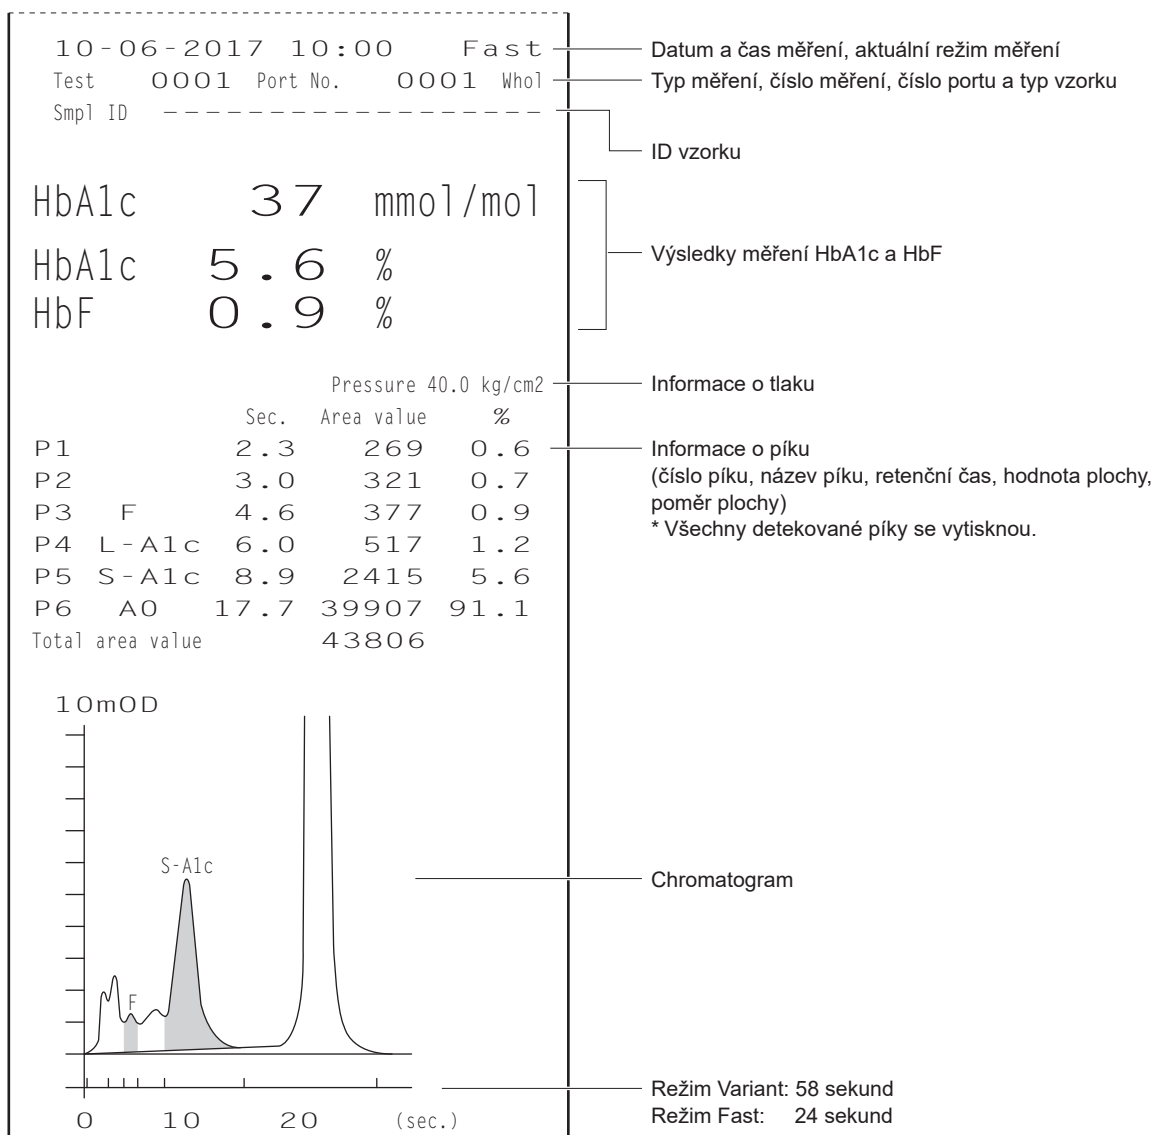 10-06-2017 10:00 Fast
Datum a čas měření, aktuální režim měření
Test 0001 Port No. 0001 Whol
Typ měření, číslo měření, číslo portu a typ vzorku
Smpl ID ------------------
ID vzorku
HbA1c 37 mmol/mol
HbA1c 5.6 %
HbF 0.9 %
Výsledky měření HbA1c a HbF
Pressure 40.0 kg/cm2
Informace o tlaku
Sec. Area value %
P1 2.3 269 0.6
P2 3.0 321 0.7
P3 F 4.6 377 0.9
P4 L-A1c 6.0 517 1.2
P5 S-A1c 8.9 2415 5.6
P6 A0 17.7 39907 91.1
Total area value 43806
Informace o píku
(číslo píku, název píku, retenční čas, hodnota plochy,
poměr plochy)
* Všechny detekované píky se vytisknou.
10mOD
S-A1c
F
Chromatogram
0 10 20 (sec.)
Režim Variant: 58 sekund
Režim Fast: 24 sekund